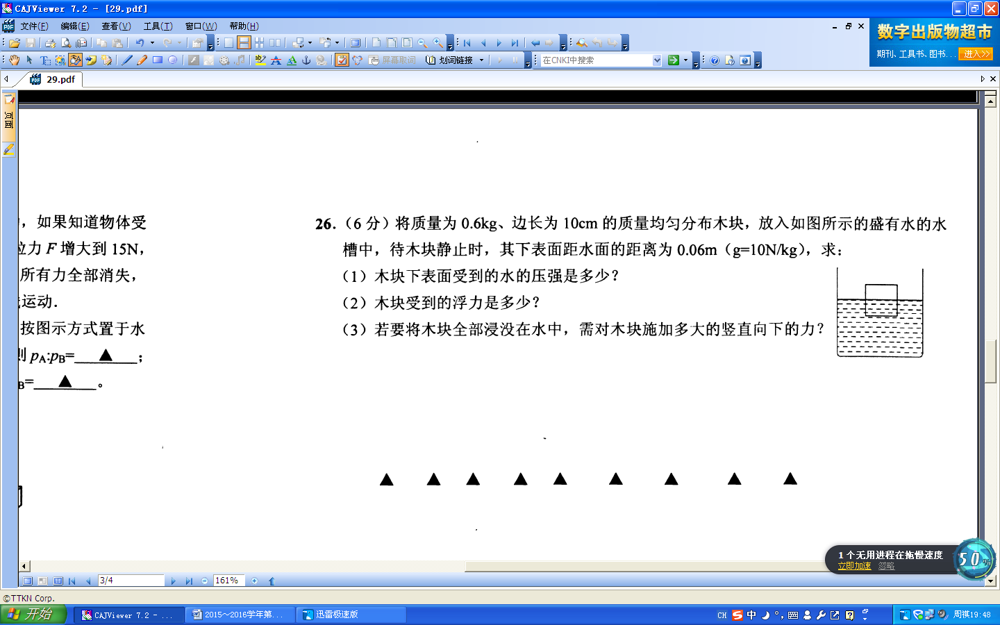 CAJViewer 7.2 - [29.pdf]
文件(F) 编辑(E) 查看(V) 工具(T) 窗口(W) 帮助(H)
数字出版物超市
期刊、工具书、图书... 进入>>
屏幕取词 划词链接 在CNKI中搜索
29.pdf
页面
，如果知道物体受
拉力 F 增大到 15N，
所有力全部消失，
运动．
按图示方式置于水
则 pA:pB=▲；
B=▲。
26．（6 分）将质量为 0.6kg、边长为 10cm 的质量均匀分布木块，放入如图所示的盛有水的水
槽中，待木块静止时，其下表面距水面的距离为 0.06m（g=10N/kg），求：
（1）木块下表面受到的水的压强是多少？
（2）木块受到的浮力是多少？
（3）若要将木块全部浸没在水中，需对木块施加多大的竖直向下的力？
▲ ▲ ▲ ▲ ▲ ▲ ▲ ▲ ▲
1 个无用进程在拖慢速度
立即加速 忽略
50%
3/4 161%
©TTKN Corp.
开始 CAJViewer 7.2 - ... 2015～2016学年第... 迅雷极速版 CH 中 周祺19:48